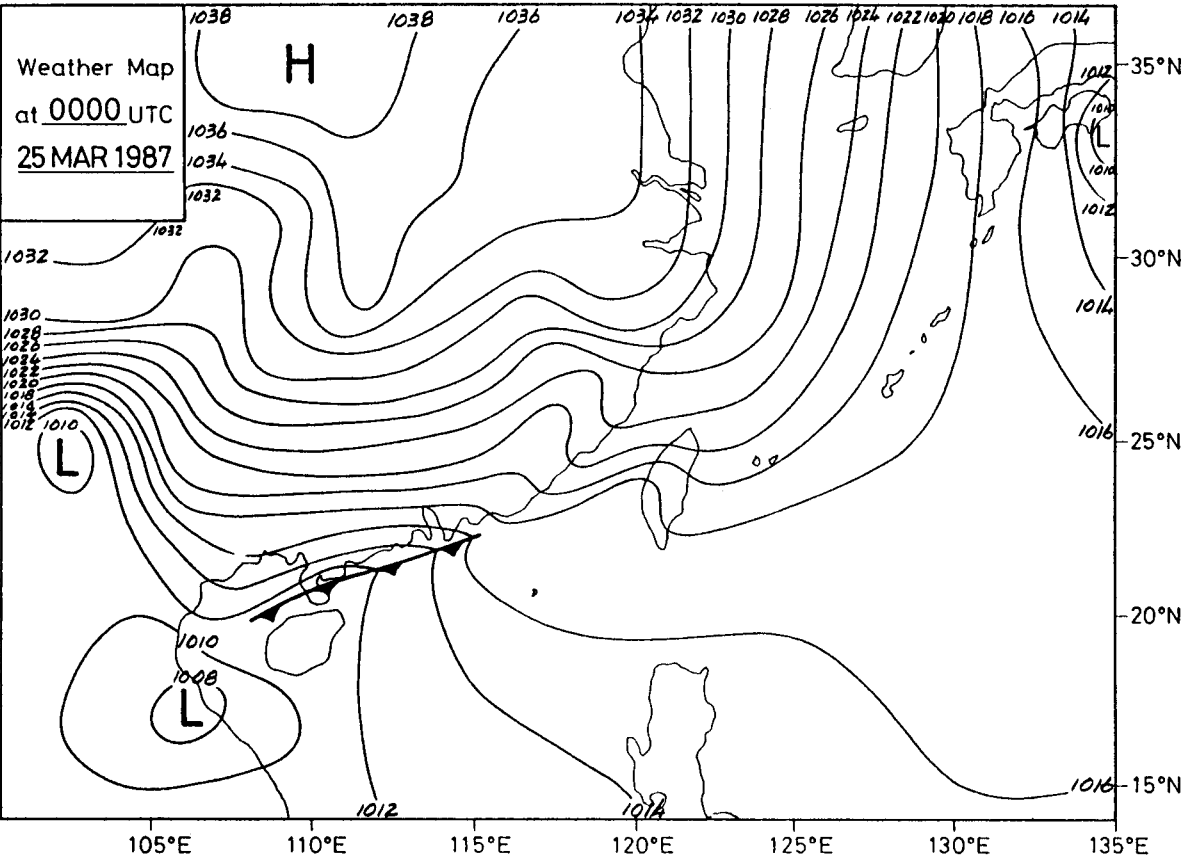 1038 1038 1036 1034 1032 1030 1028 1026 1024 1022 1020 1018 1016 1014
H
Weather Map
at 0000 UTC
25 MAR 1987
35°N
1012
1010
L
1010
1012
1036
1034
1032
1032
1032
30°N
1014
1030
1028
1026
1024
1022
1020
1018
1016
1014
1012 1010
L
1016
25°N
20°N
1010
1008
L
1012
1014
1016
15°N
105°E 110°E 115°E 120°E 125°E 130°E 135°E